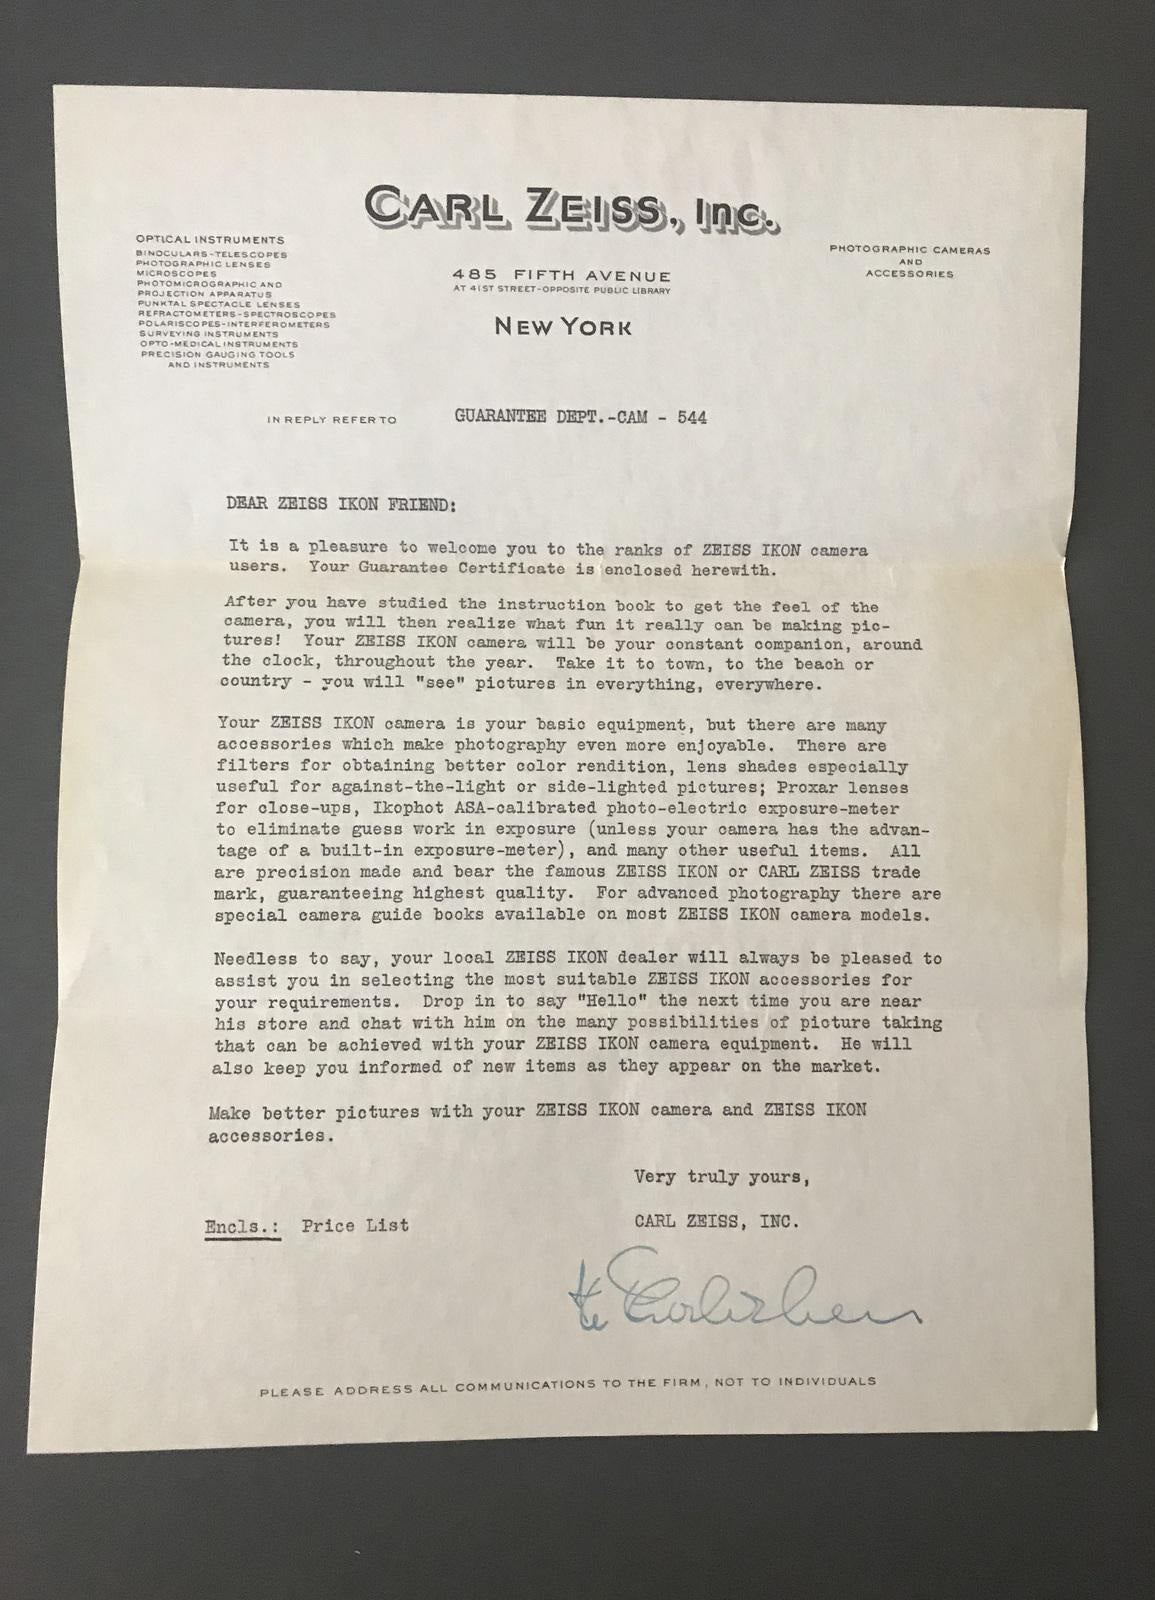 CARL ZEISS, Inc.
OPTICAL INSTRUMENTS
BINOCULARS-TELESCOPES
PHOTOGRAPHIC LENSES
MICROSCOPES
PHOTOMICROGRAPHIC AND
PROJECTION APPARATUS
PUNKTAL SPECTACLE LENSES
REFRACTOMETERS-SPECTROSCOPES
POLARISCOPES-INTERFEROMETERS
SURVEYING INSTRUMENTS
OPTO-MEDICAL INSTRUMENTS
PRECISION GAUGING TOOLS
AND INSTRUMENTS
485 FIFTH AVENUE
AT 41ST STREET-OPPOSITE PUBLIC LIBRARY
NEW YORK
PHOTOGRAPHIC CAMERAS
AND
ACCESSORIES
IN REPLY REFER TO GUARANTEE DEPT.-CAM - 544
DEAR ZEISS IKON FRIEND:
It is a pleasure to welcome you to the ranks of ZEISS IKON camera
users. Your Guarantee Certificate is enclosed herewith.
After you have studied the instruction book to get the feel of the
camera, you will then realize what fun it really can be making pic-
tures! Your ZEISS IKON camera will be your constant companion, around
the clock, throughout the year. Take it to town, to the beach or
country - you will "see" pictures in everything, everywhere.
Your ZEISS IKON camera is your basic equipment, but there are many
accessories which make photography even more enjoyable. There are
filters for obtaining better color rendition, lens shades especially
useful for against-the-light or side-lighted pictures; Proxar lenses
for close-ups, Ikophot ASA-calibrated photo-electric exposure-meter
to eliminate guess work in exposure (unless your camera has the advan-
tage of a built-in exposure-meter), and many other useful items. All
are precision made and bear the famous ZEISS IKON or CARL ZEISS trade
mark, guaranteeing highest quality. For advanced photography there are
special camera guide books available on most ZEISS IKON camera models.
Needless to say, your local ZEISS IKON dealer will always be pleased to
assist you in selecting the most suitable ZEISS IKON accessories for
your requirements. Drop in to say "Hello" the next time you are near
his store and chat with him on the many possibilities of picture taking
that can be achieved with your ZEISS IKON camera equipment. He will
also keep you informed of new items as they appear on the market.
Make better pictures with your ZEISS IKON camera and ZEISS IKON
accessories.
Very truly yours,
Encls.: Price List
CARL ZEISS, INC.
PLEASE ADDRESS ALL COMMUNICATIONS TO THE FIRM, NOT TO INDIVIDUALS